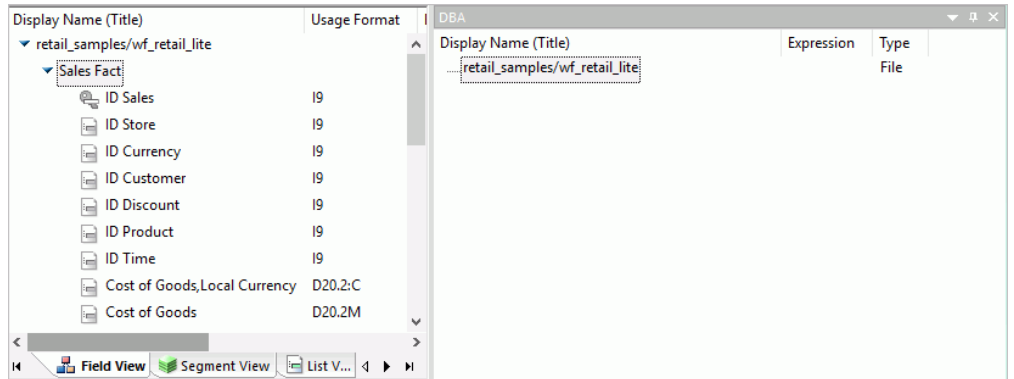 Display Name (Title) Usage Format
retail_samples/wf_retail_lite
Sales Fact
ID Sales I9
ID Store I9
ID Currency I9
ID Customer I9
ID Discount I9
ID Product I9
ID Time I9
Cost of Goods,Local Currency D20.2:C
Cost of Goods D20.2M
Field View Segment View List V...
DBA
Display Name (Title) Expression Type
retail_samples/wf_retail_lite File